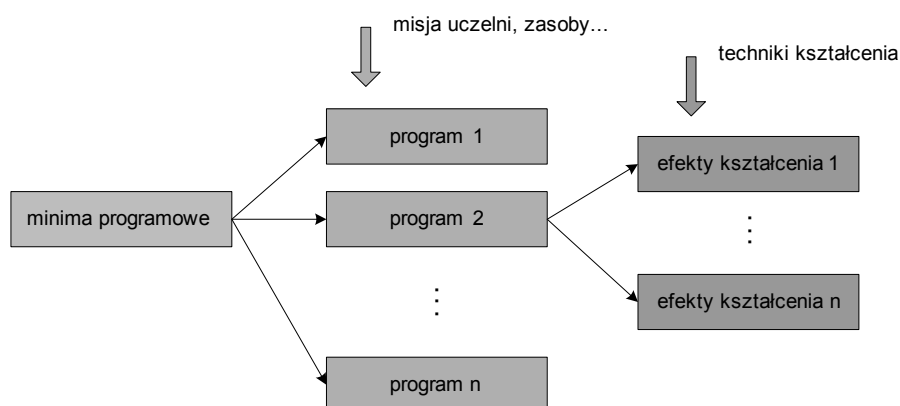 misja uczelni, zasoby...
techniki kształcenia
program 1
efekty kształcenia 1
minima programowe
program 2
efekty kształcenia n
program n